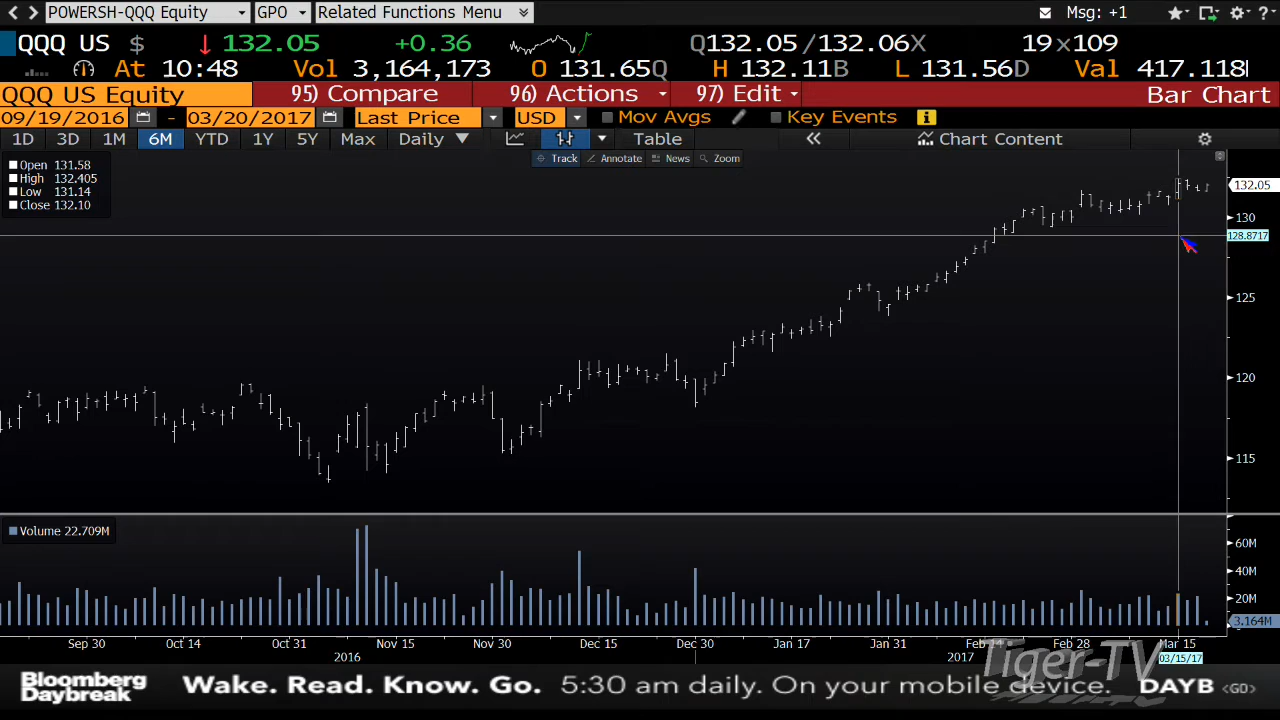 POWERSH-QQQ Equity GPO Related Functions Menu Msg: +1 ?
QQQ US $ 132.05 +0.36 Q132.05/132.06X 19x109
At 10:48 Vol 3,164,173 O 131.65Q H 132.11B L 131.56D Val 417.118
QQQ US Equity 95) Compare 96) Actions 97) Edit Bar Chart
09/19/2016 - 03/20/2017 Last Price USD Mov Avgs Key Events i
1D 3D 1M 6M YTD 1Y 5Y Max Daily Table « Chart Content
Track Annotate News Zoom
Open 131.58
High 132.405
Low 131.14
Close 132.10
132.05
130
128.8717
125
120
115
Volume 22.709M
60M
40M
20M
3.164M
Sep 30 Oct 14 Oct 31 Nov 15 Nov 30 Dec 15 Dec 30 Jan 17 Jan 31 Feb 14 Feb 28 Mar 15
2016 2017 03/15/17
Tiger-TV
Bloomberg Daybreak Wake. Read. Know. Go. 5:30 am daily. On your mobile device. DAYB <GO>